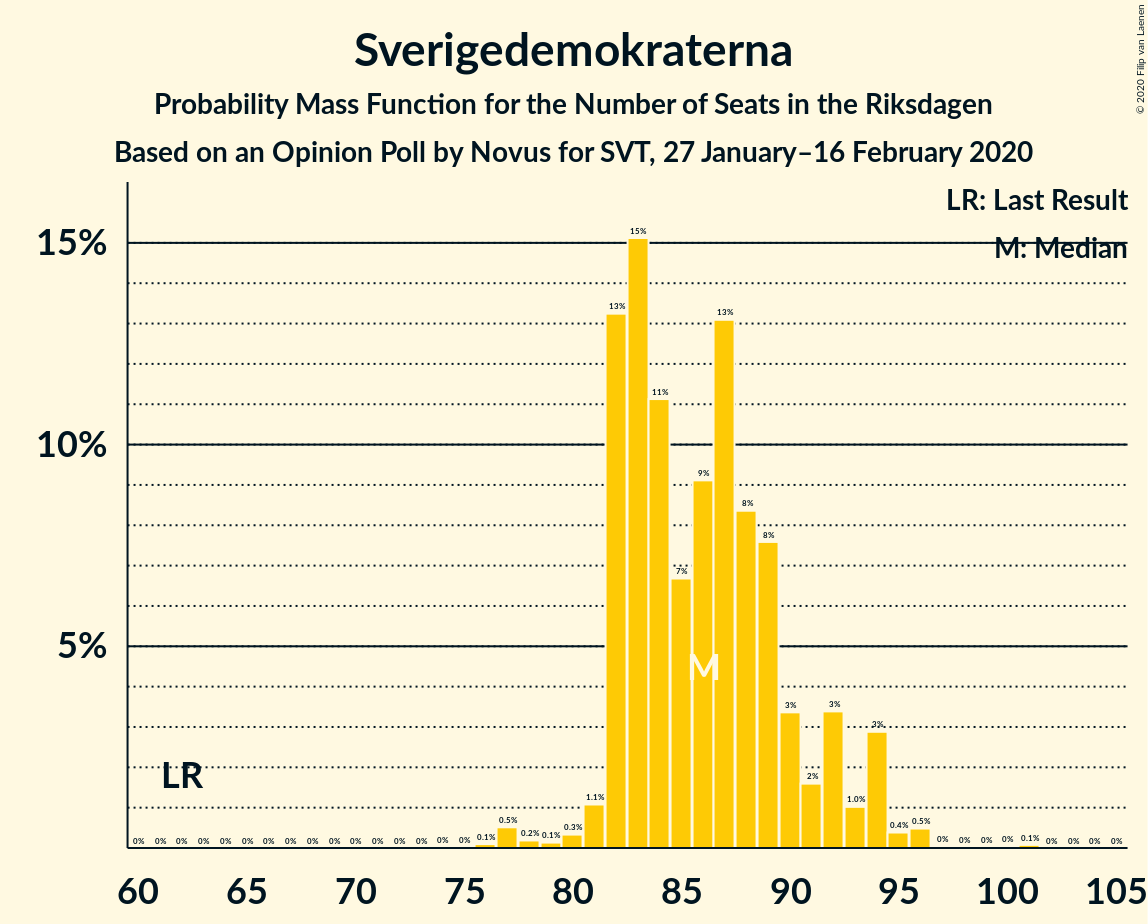 Sverigedemokraterna
Probability Mass Function for the Number of Seats in the Riksdagen
Based on an Opinion Poll by Novus for SVT, 27 January–16 February 2020
© 2020 Filip van Laenen
LR: Last Result
M: Median
15%
10%
5%
0% 0% 0% 0% 0% 0% 0% 0% 0% 0% 0% 0% 0% 0% 0% 0% 0.1% 0.5% 0.2% 0.1% 0.3% 1.1% 13% 15% 11% 7% 9% 13% 8% 8% 3% 2% 3% 1.0% 3% 0.4% 0.5% 0% 0% 0% 0% 0.1% 0% 0% 0% 0%
LR
M
60 65 70 75 80 85 90 95 100 105